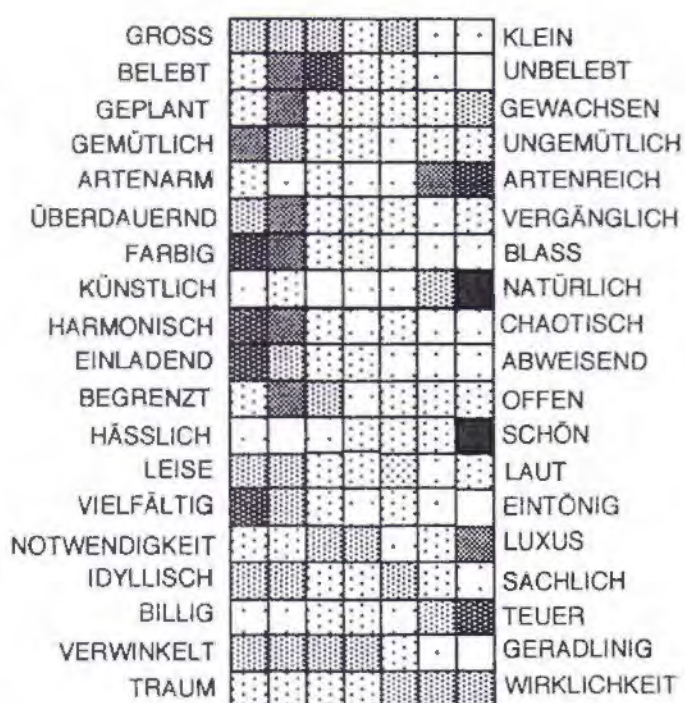 GROSS KLEIN
BELEBT UNBELEBT
GEPLANT GEWACHSEN
GEMÜTLICH UNGEMÜTLICH
ARTENARM ARTENREICH
ÜBERDAUERND VERGÄNGLICH
FARBIG BLASS
KÜNSTLICH NATÜRLICH
HARMONISCH CHAOTISCH
EINLADEND ABWEISEND
BEGRENZT OFFEN
HÄSSLICH SCHÖN
LEISE LAUT
VIELFÄLTIG EINTÖNIG
NOTWENDIGKEIT LUXUS
IDYLLISCH SACHLICH
BILLIG TEUER
VERWINKELT GERADLINIG
TRAUM WIRKLICHKEIT